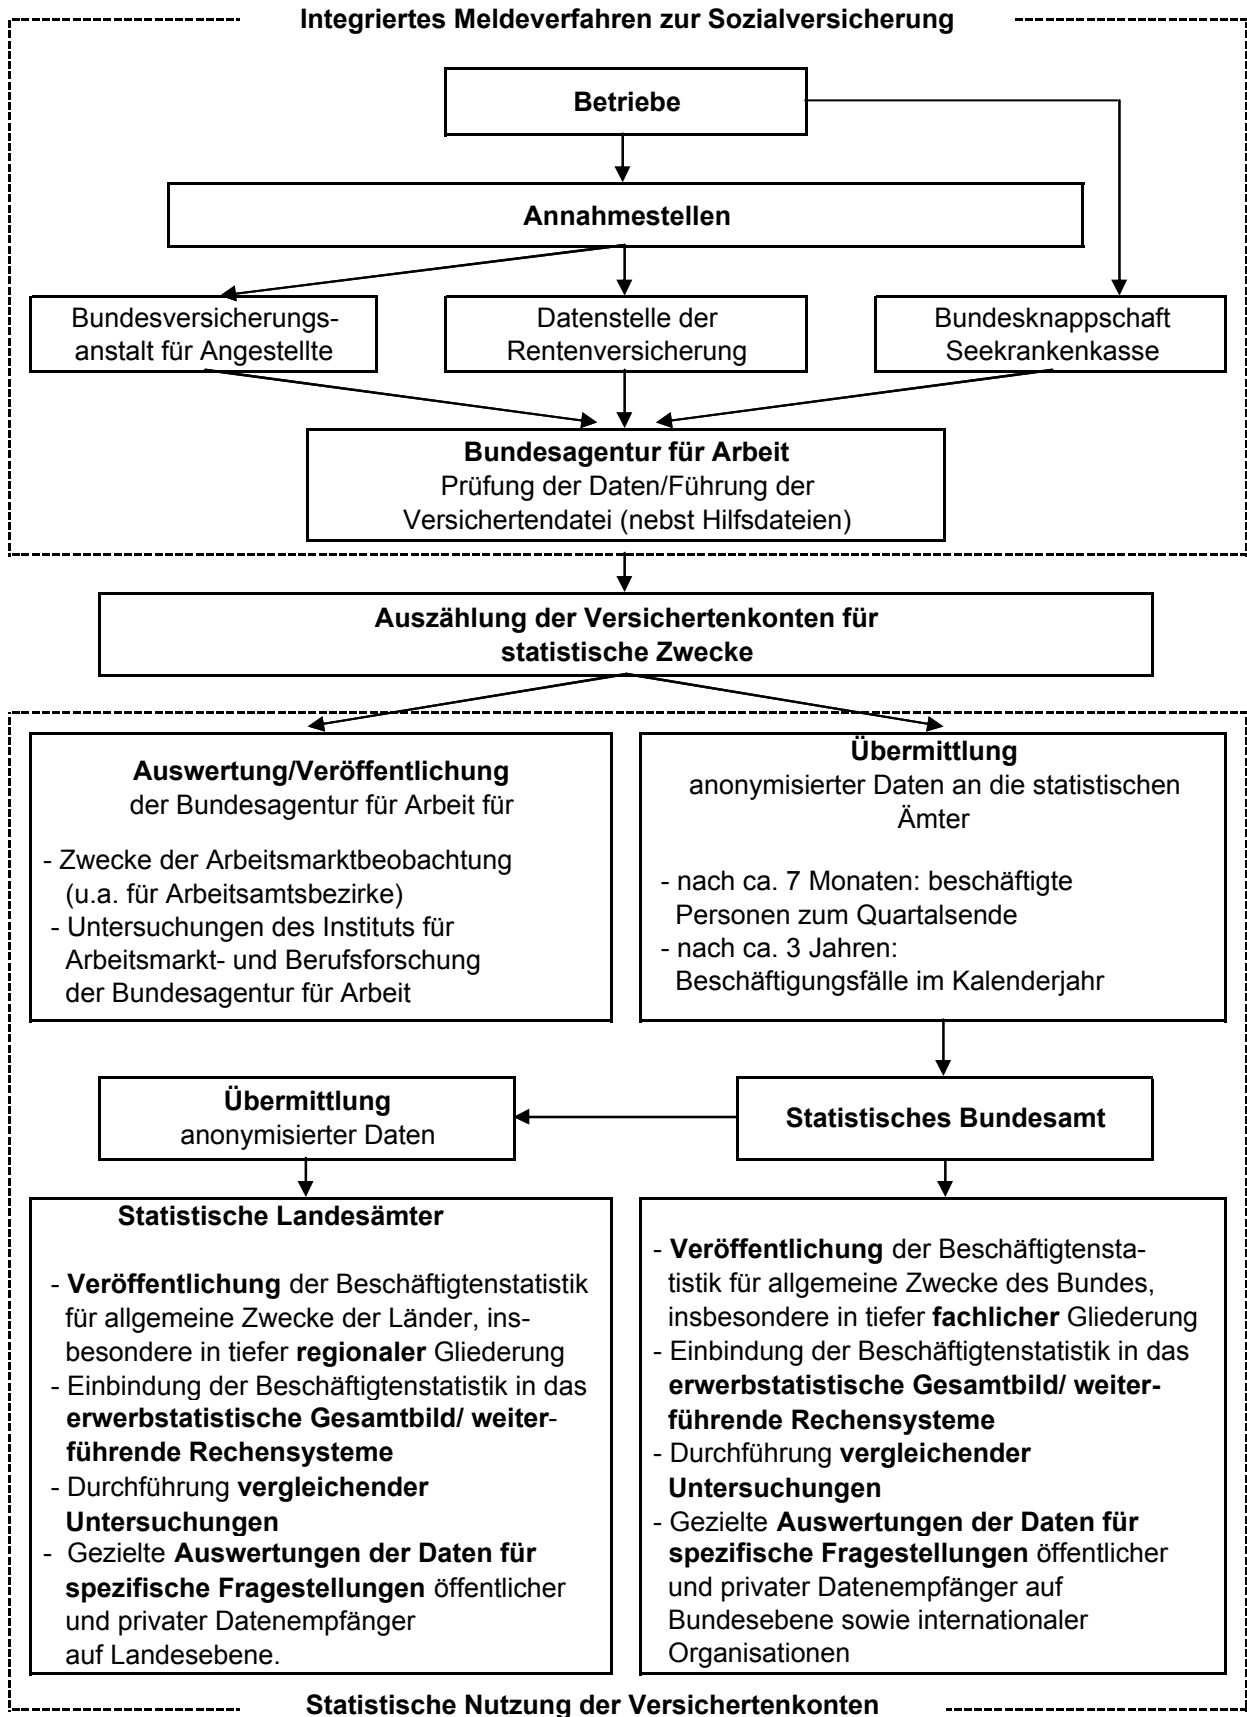 Integriertes Meldeverfahren zur Sozialversicherung
Betriebe
Annahmestellen
Bundesversicherungs-
anstalt für Angestellte
Datenstelle der
Rentenversicherung
Bundesknappschaft
Seekrankenkasse
Bundesagentur für Arbeit
Prüfung der Daten/Führung der
Versichertendatei (nebst Hilfsdateien)
Auszählung der Versichertenkonten für
statistische Zwecke
Auswertung/Veröffentlichung
der Bundesagentur für Arbeit für
- Zwecke der Arbeitsmarktbeobachtung
(u.a. für Arbeitsamtsbezirke)
- Untersuchungen des Instituts für
Arbeitsmarkt- und Berufsforschung
der Bundesagentur für Arbeit
Übermittlung
anonymisierter Daten an die statistischen
Ämter
- nach ca. 7 Monaten: beschäftigte
Personen zum Quartalsende
- nach ca. 3 Jahren:
Beschäftigungsfälle im Kalenderjahr
Übermittlung
anonymisierter Daten
Statistisches Bundesamt
Statistische Landesämter
- Veröffentlichung der Beschäftigtenstatistik
für allgemeine Zwecke der Länder, ins-
besondere in tiefer regionaler Gliederung
- Einbindung der Beschäftigtenstatistik in das
erwerbstatistische Gesamtbild/ weiter-
führende Rechensysteme
- Durchführung vergleichender
Untersuchungen
- Gezielte Auswertungen der Daten für
spezifische Fragestellungen öffentlicher
und privater Datenempfänger
auf Landesebene.
- Veröffentlichung der Beschäftigtensta-
tistik für allgemeine Zwecke des Bundes,
insbesondere in tiefer fachlicher Gliederung
- Einbindung der Beschäftigtenstatistik in das
erwerbstatistische Gesamtbild/ weiter-
führende Rechensysteme
- Durchführung vergleichender
Untersuchungen
- Gezielte Auswertungen der Daten für
spezifische Fragestellungen öffentlicher
und privater Datenempfänger auf
Bundesebene sowie internationaler
Organisationen
Statistische Nutzung der Versichertenkonten